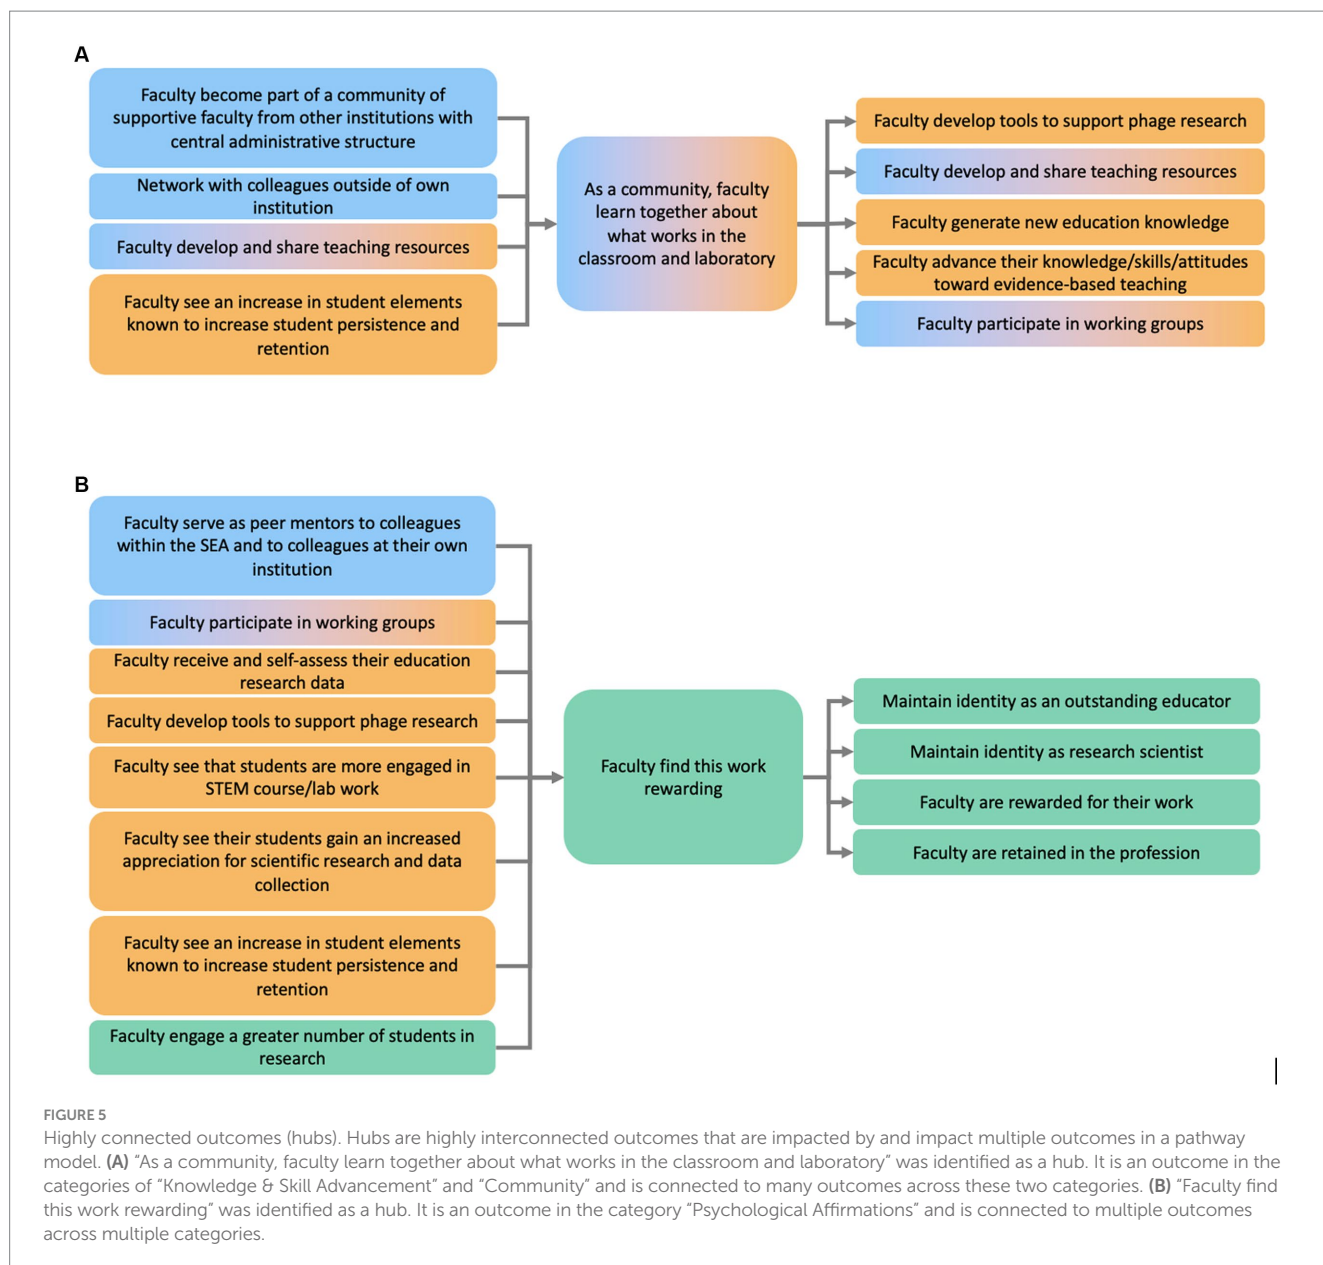 A
Faculty become part of a community of
supportive faculty from other institutions with
central administrative structure
Network with colleagues outside of own
institution
Faculty develop and share teaching resources
Faculty see an increase in student elements
known to increase student persistence and
retention
As a community, faculty
learn together about
what works in the
classroom and laboratory
Faculty develop tools to support phage research
Faculty develop and share teaching resources
Faculty generate new education knowledge
Faculty advance their knowledge/skills/attitudes
toward evidence-based teaching
Faculty participate in working groups
B
Faculty serve as peer mentors to colleagues
within the SEA and to colleagues at their own
institution
Faculty participate in working groups
Faculty receive and self-assess their education
research data
Faculty develop tools to support phage research
Faculty see that students are more engaged in
STEM course/lab work
Faculty see their students gain an increased
appreciation for scientific research and data
collection
Faculty see an increase in student elements
known to increase student persistence and
retention
Faculty engage a greater number of students in
research
Faculty find this work
rewarding
Maintain identity as an outstanding educator
Maintain identity as research scientist
Faculty are rewarded for their work
Faculty are retained in the profession
FIGURE 5
Highly connected outcomes (hubs). Hubs are highly interconnected outcomes that are impacted by and impact multiple outcomes in a pathway
model. (A) “As a community, faculty learn together about what works in the classroom and laboratory” was identified as a hub. It is an outcome in the
categories of “Knowledge & Skill Advancement” and “Community” and is connected to many outcomes across these two categories. (B) “Faculty find
this work rewarding” was identified as a hub. It is an outcome in the category “Psychological Affirmations” and is connected to multiple outcomes
across multiple categories.